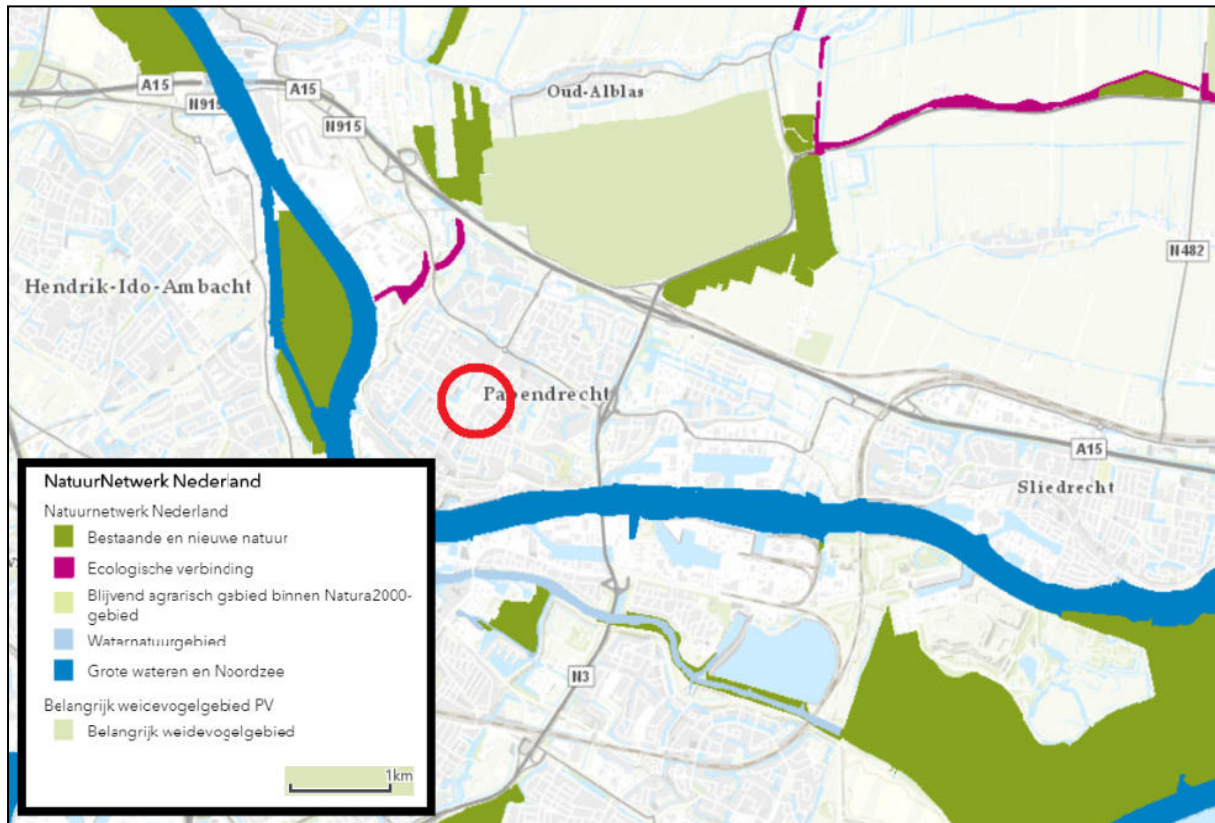 Oud-Alblas
A15
A15
N915
N915
N482
Hendrik-Ido-Ambacht
Papendrecht
A15
Sliedrecht
N3
NatuurNetwerk Nederland
Natuurnetwerk Nederland
Bestaande en nieuwe natuur
Ecologische verbinding
Blijvend agrarisch gebied binnen Natura2000-
gebied
Waternatuurgebied
Grote wateren en Noordzee
Belangrijk weidevogelgebied PV
Belangrijk weidevogelgebied
1km